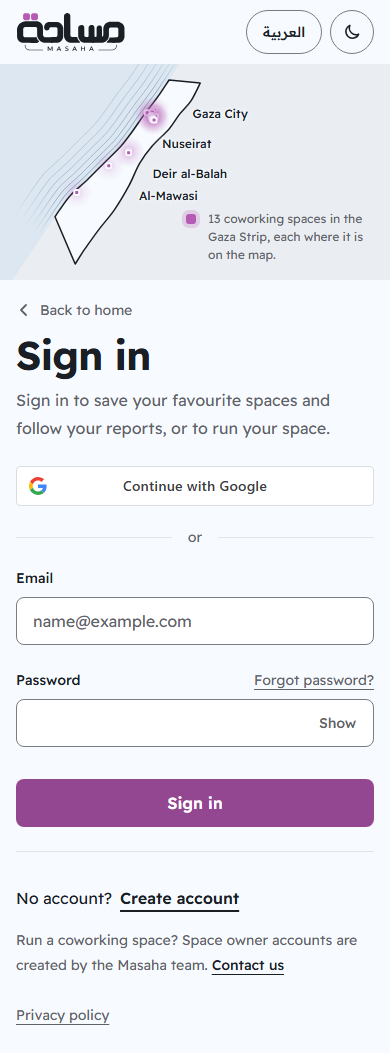 مساحة
MASAHA
العربية
Gaza City
Nuseirat
Deir al-Balah
Al-Mawasi
13 coworking spaces in the
Gaza Strip, each where it is
on the map.
Back to home
Sign in
Sign in to save your favourite spaces and
follow your reports, or to run your space.
Continue with Google
or
Email
name@example.com
Password
Forgot password?
Show
Sign in
No account? Create account
Run a coworking space? Space owner accounts are
created by the Masaha team. Contact us
Privacy policy